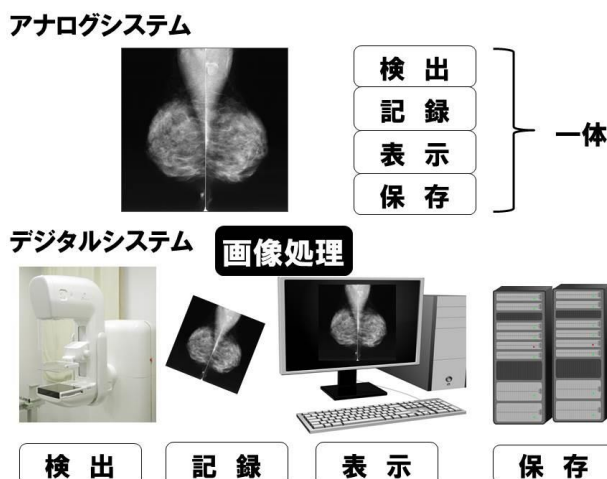 アナログシステム
検 出
記 録
表 示
保 存
一体
デジタルシステム
画像処理
検 出
記 録
表 示
保 存